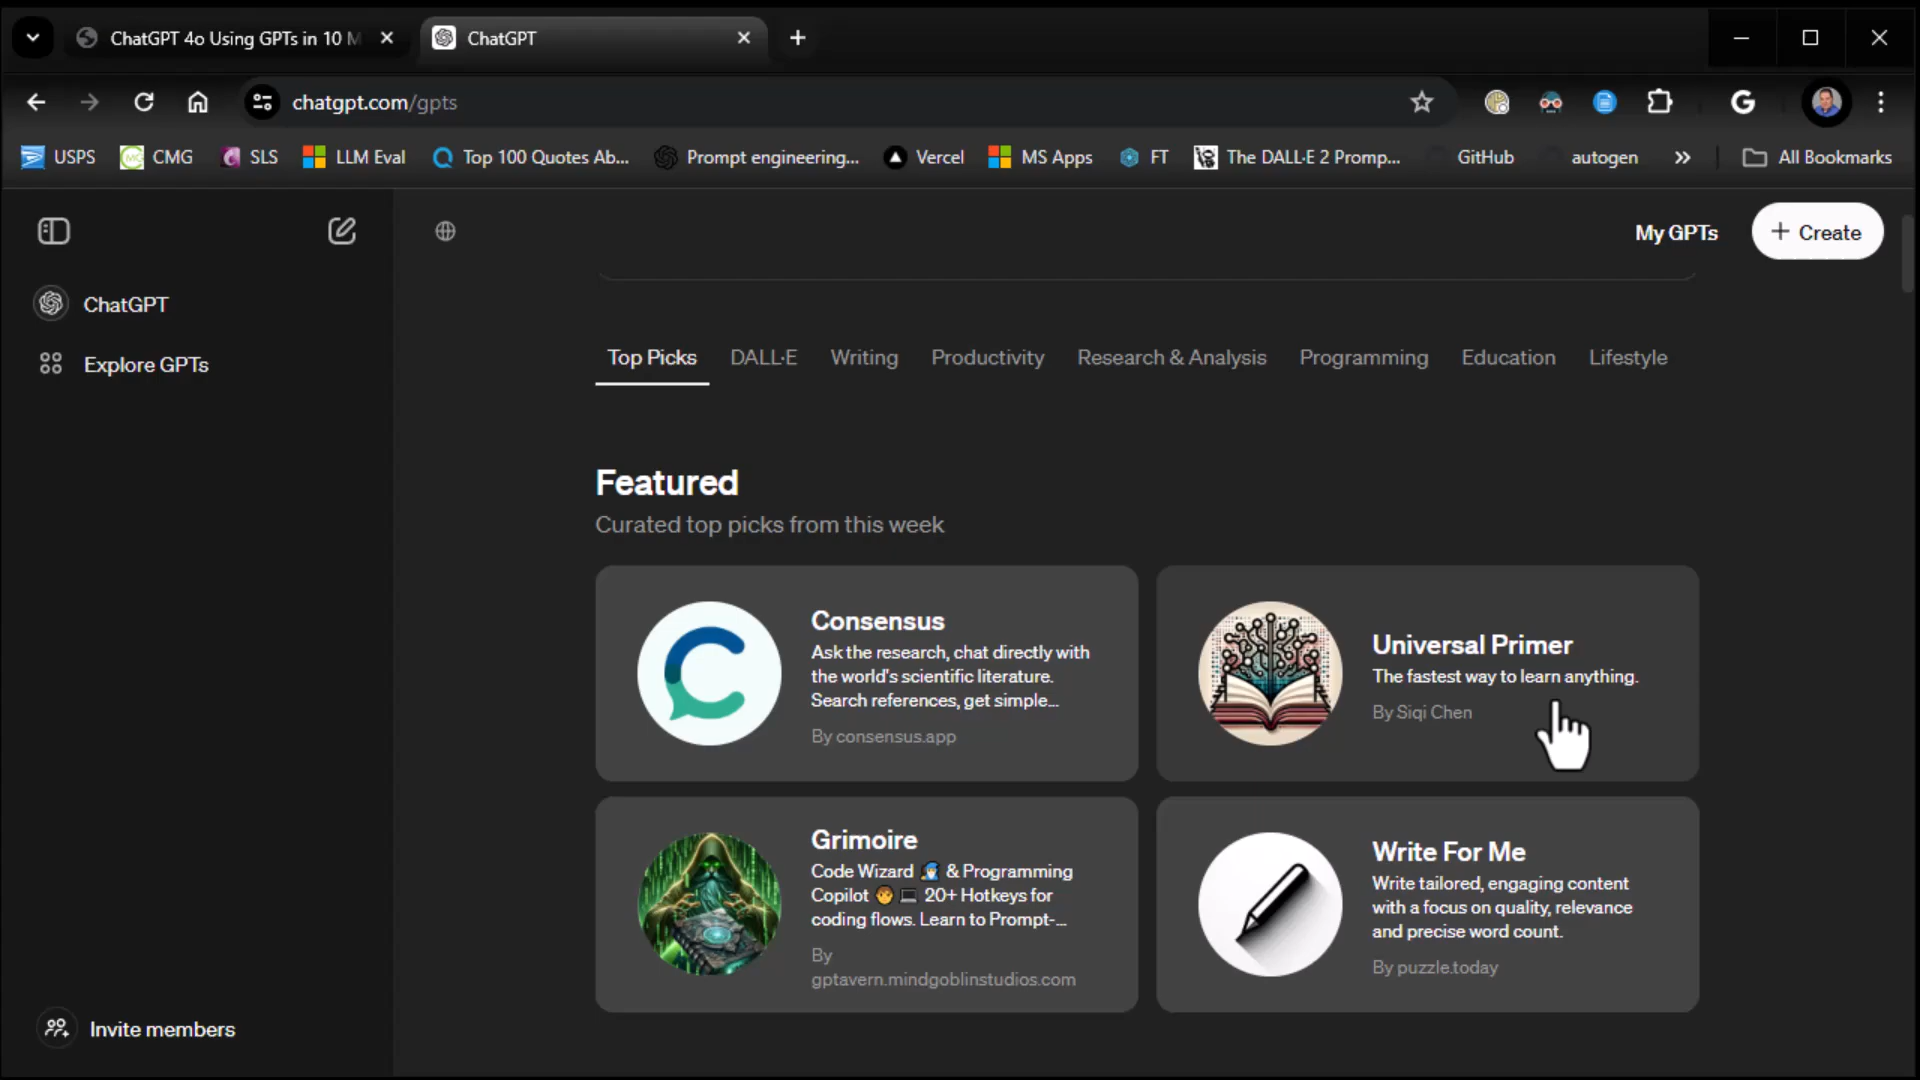 ChatGPT 4o Using GPTs in 10 M
ChatGPT
chatgpt.com/gpts
USPS
CMG
SLS
LLM Eval
Top 100 Quotes Ab...
Prompt engineering...
Vercel
MS Apps
FT
The DALL·E 2 Promp...
GitHub
autogen
All Bookmarks
My GPTs
Create
ChatGPT
Explore GPTs
Top Picks
DALL·E
Writing
Productivity
Research & Analysis
Programming
Education
Lifestyle
Featured
Curated top picks from this week
Consensus
Ask the research, chat directly with
the world's scientific literature.
Search references, get simple...
By consensus.app
Universal Primer
The fastest way to learn anything.
By Siqi Chen
Grimoire
Code Wizard 🧙 & Programming
Copilot 👨 💻 20+ Hotkeys for
coding flows. Learn to Prompt-...
By
gptavern.mindgoblinstudios.com
Write For Me
Write tailored, engaging content
with a focus on quality, relevance
and precise word count.
By puzzle.today
Invite members